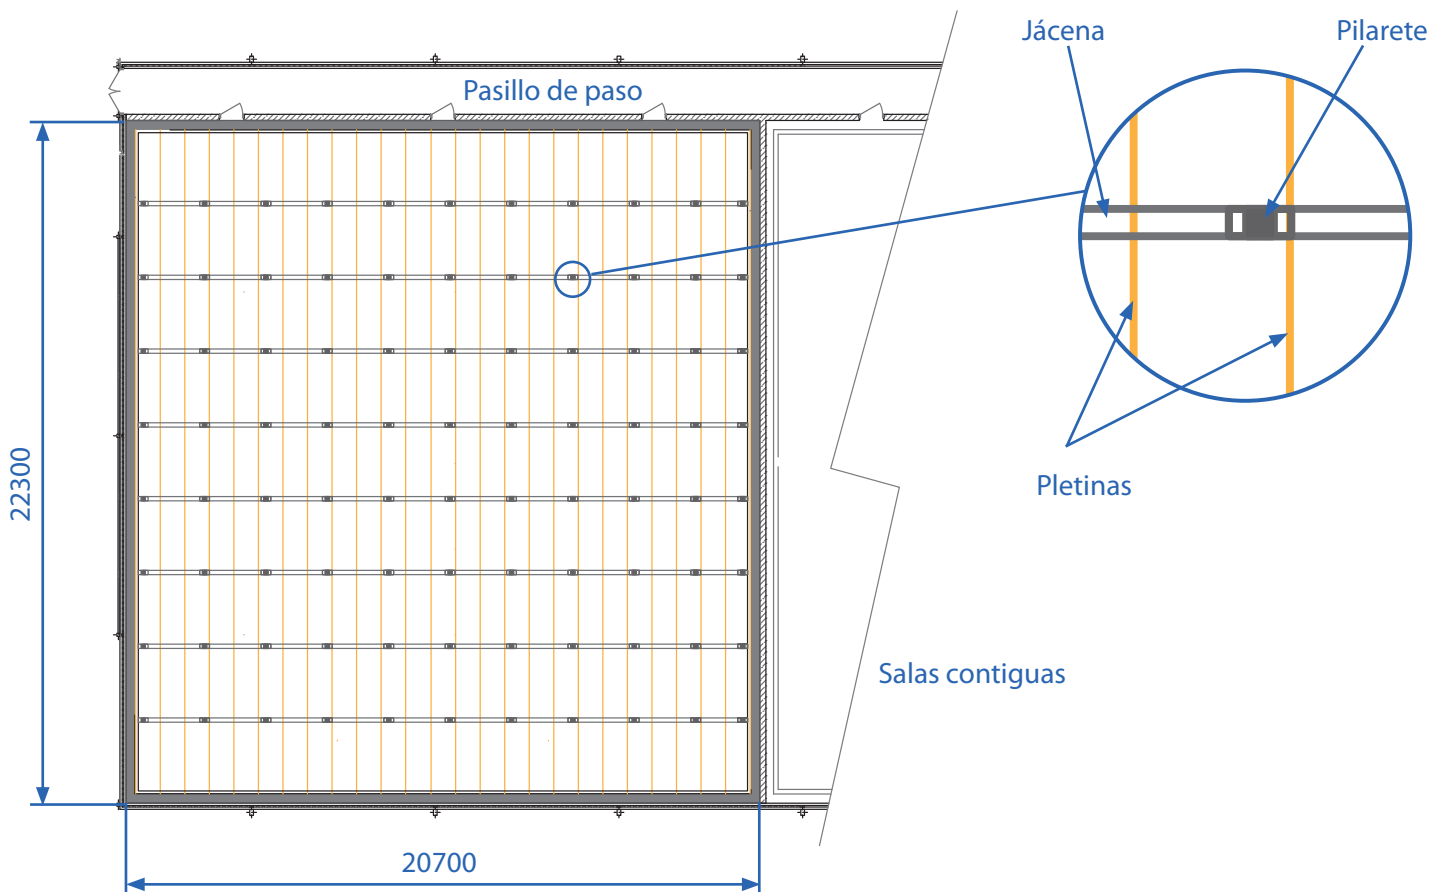 Jácena
Pilarete
Pasillo de paso
Pletinas
22300
Salas contiguas
20700